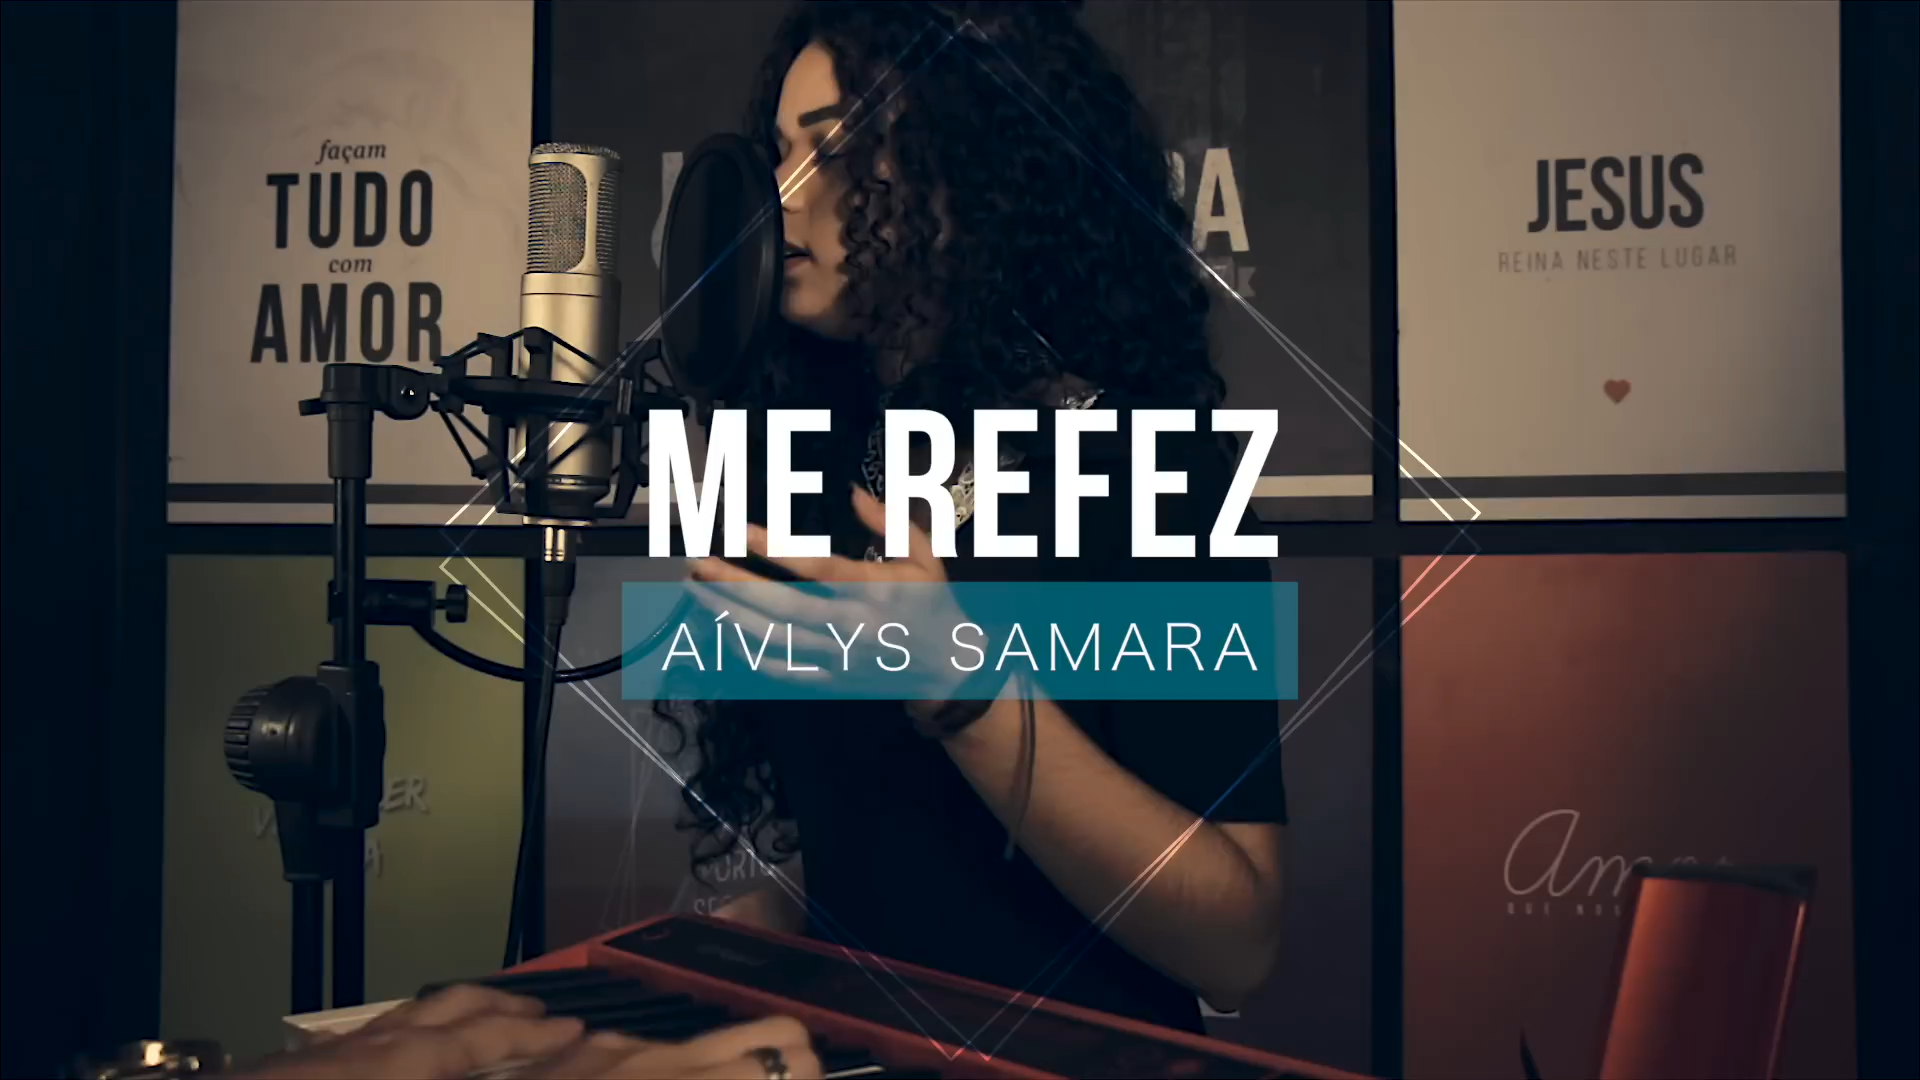 façam
TUDO
com
AMOR
JESUS
REINA NESTE LUGAR
ME REFEZ
AÍVLYS SAMARA